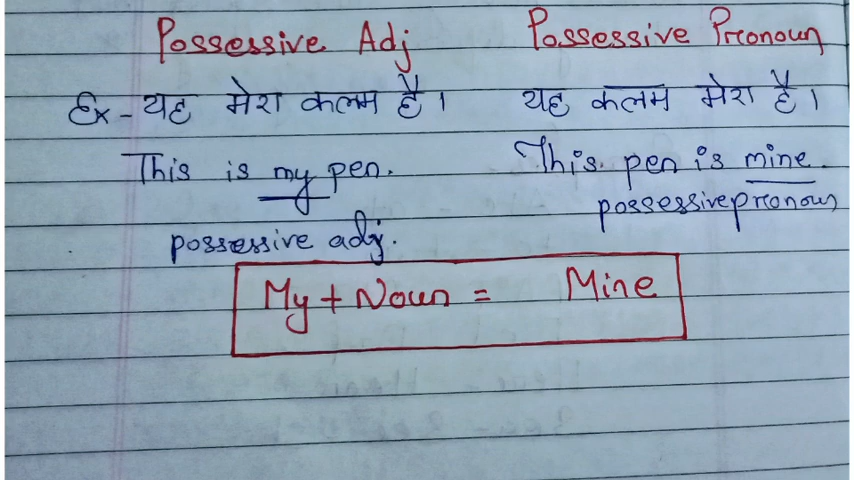 Possessive Adj Possessive Pronoun
Ex - यह मेरा कलम है। यह कलम मेरा है।
This is my pen. This pen is mine.
possessive adj. possessive pronoun
My + Noun = Mine